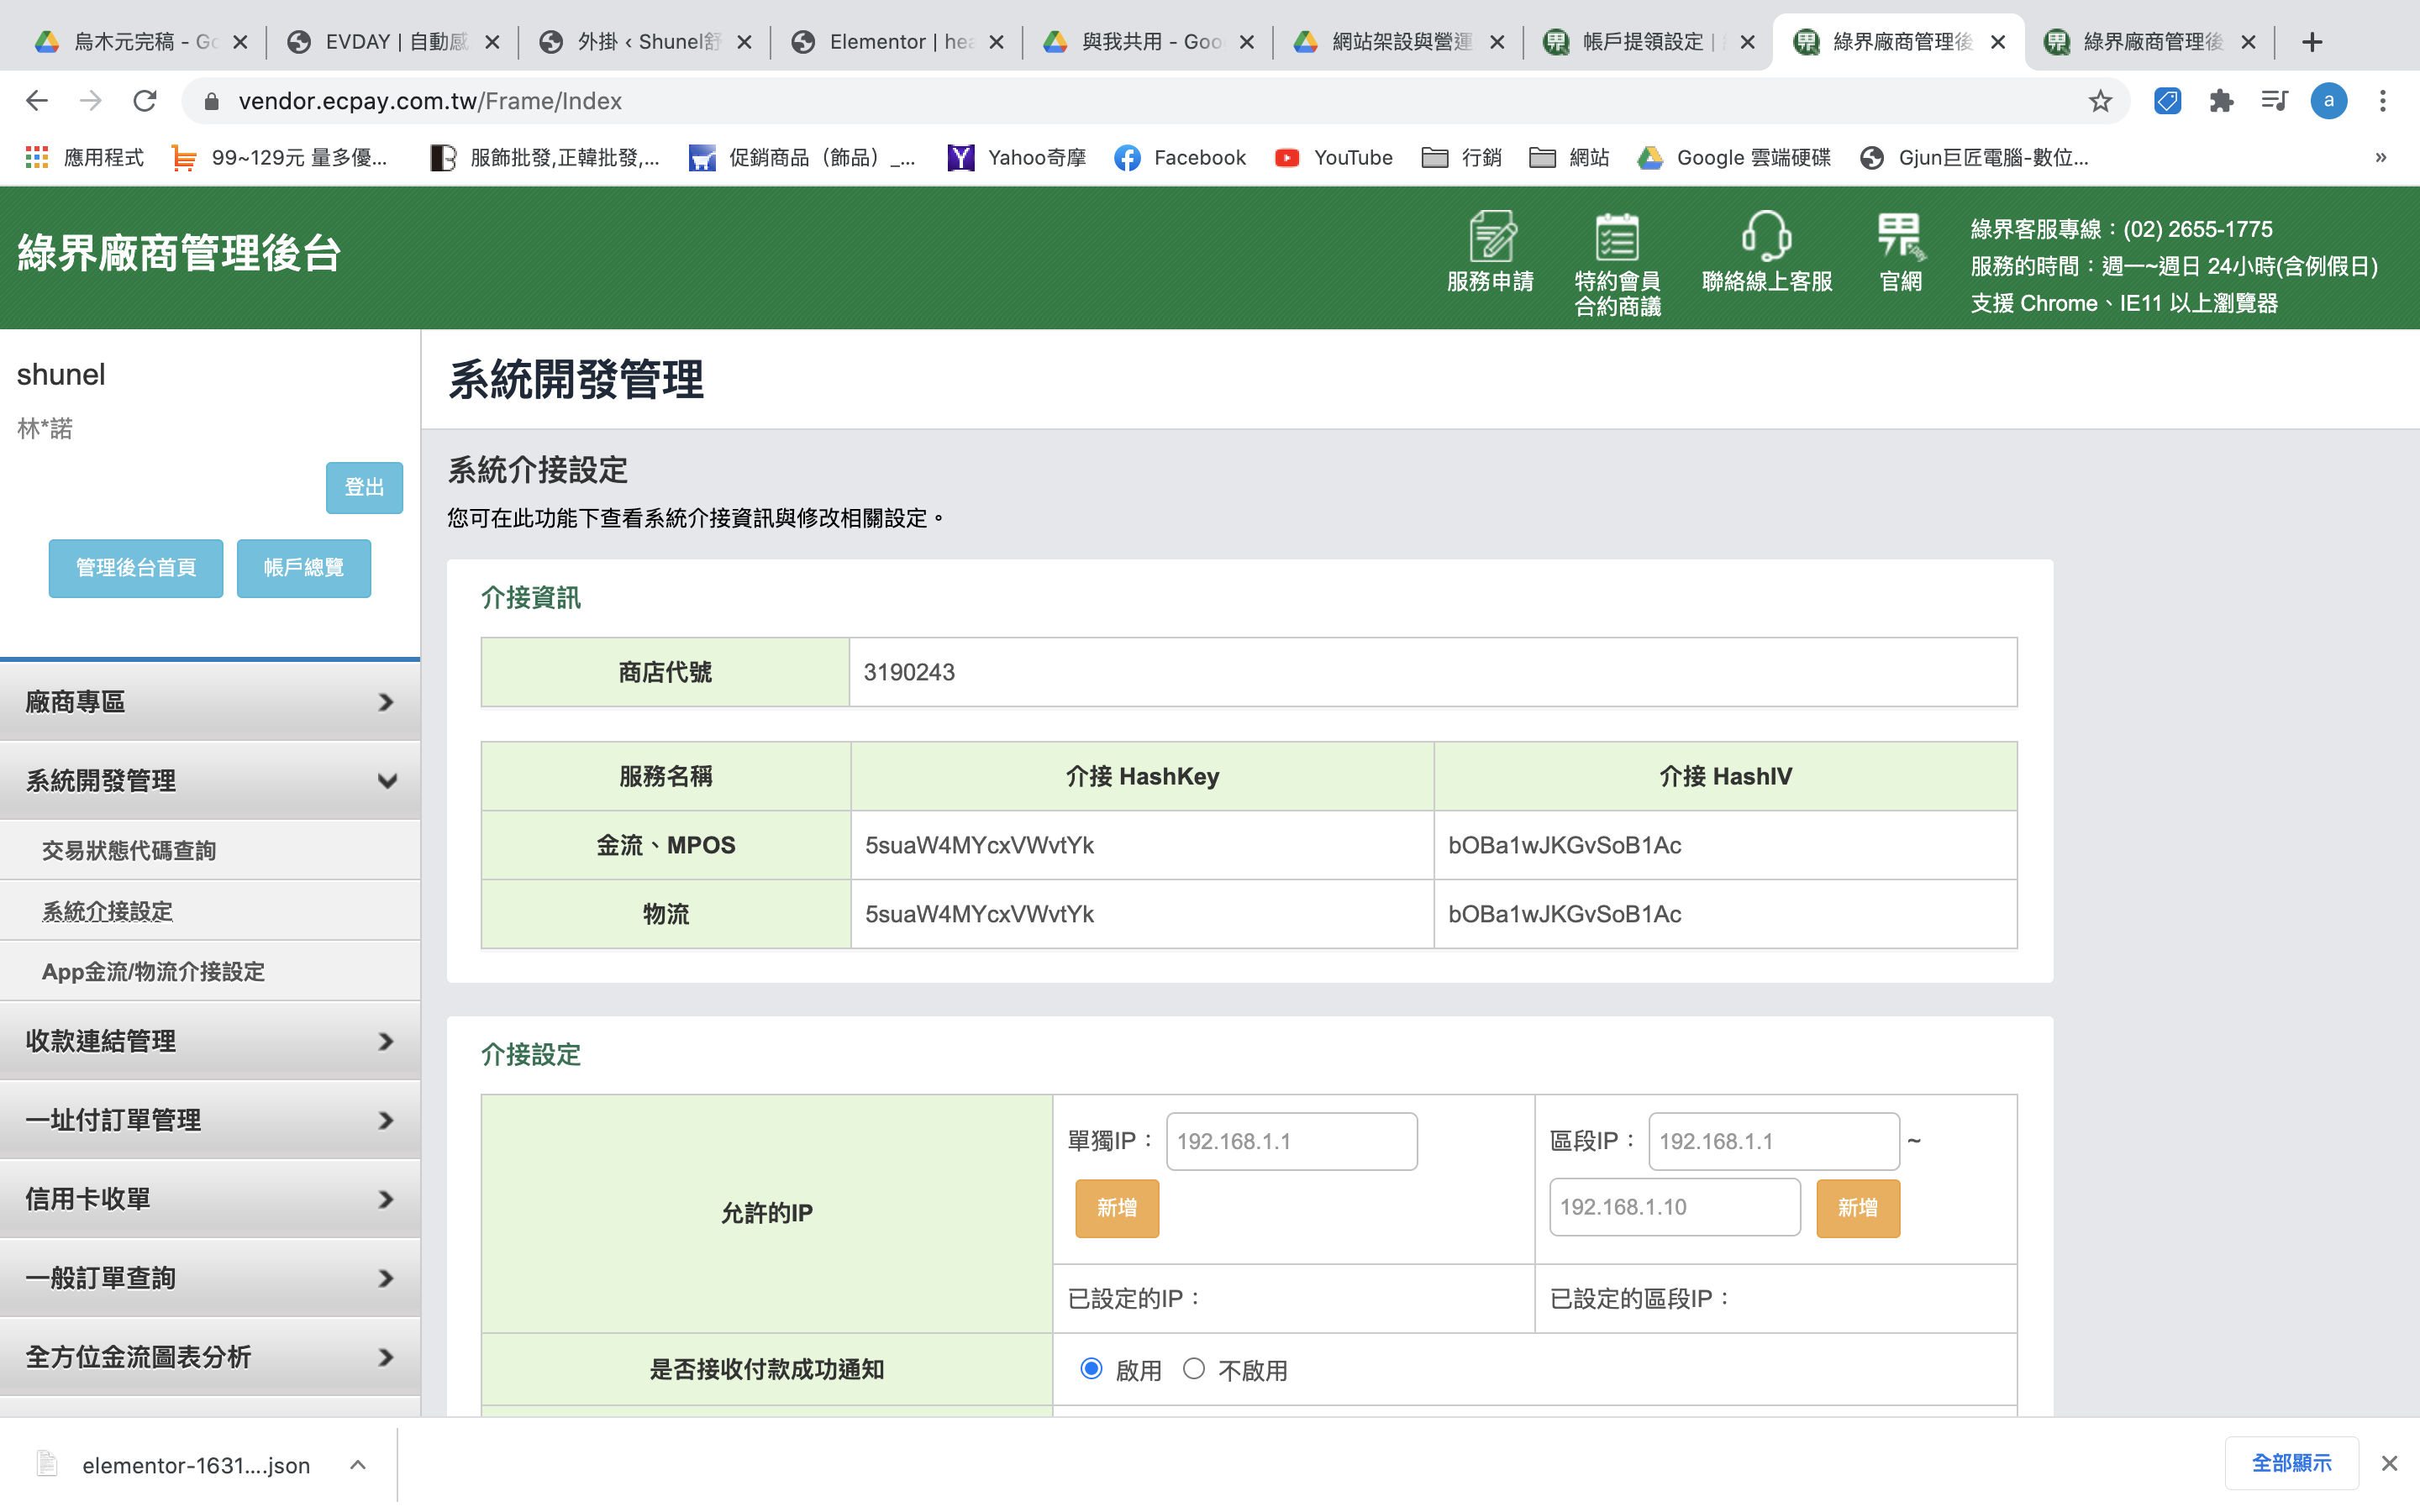 烏木元完稿 - Go
EVDAY | 自動感
外掛 ‹ Shunel舒
Elementor | hea
與我共用 - Goo
網站架設與營運
帳戶提領設定 |
綠界廠商管理後
綠界廠商管理後
vendor.ecpay.com.tw/Frame/Index
a
應用程式
99~129元 量多優...
服飾批發,正韓批發,...
促銷商品（飾品）_...
Yahoo奇摩
Facebook
YouTube
行銷
網站
Google 雲端硬碟
Gjun巨匠電腦-數位...
»
綠界廠商管理後台
服務申請
特約會員
合約商議
聯絡線上客服
官網
綠界客服專線：(02) 2655-1775
服務的時間：週一~週日 24小時(含例假日)
支援 Chrome、IE11 以上瀏覽器
shunel
林*諾
登出
管理後台首頁
帳戶總覽
廠商專區
系統開發管理
交易狀態代碼查詢
系統介接設定
App金流/物流介接設定
收款連結管理
一址付訂單管理
信用卡收單
一般訂單查詢
全方位金流圖表分析
系統開發管理
系統介接設定
您可在此功能下查看系統介接資訊與修改相關設定。
介接資訊
商店代號 3190243
服務名稱 介接 HashKey 介接 HashIV
金流、MPOS 5suaW4MYcxVWvtYk bOBa1wJKGvSoB1Ac
物流 5suaW4MYcxVWvtYk bOBa1wJKGvSoB1Ac
介接設定
允許的IP
單獨IP： 192.168.1.1
新增
區段IP： 192.168.1.1 ~
192.168.1.10 新增
已設定的IP：
已設定的區段IP：
是否接收付款成功通知 啟用 不啟用
elementor-1631....json
全部顯示